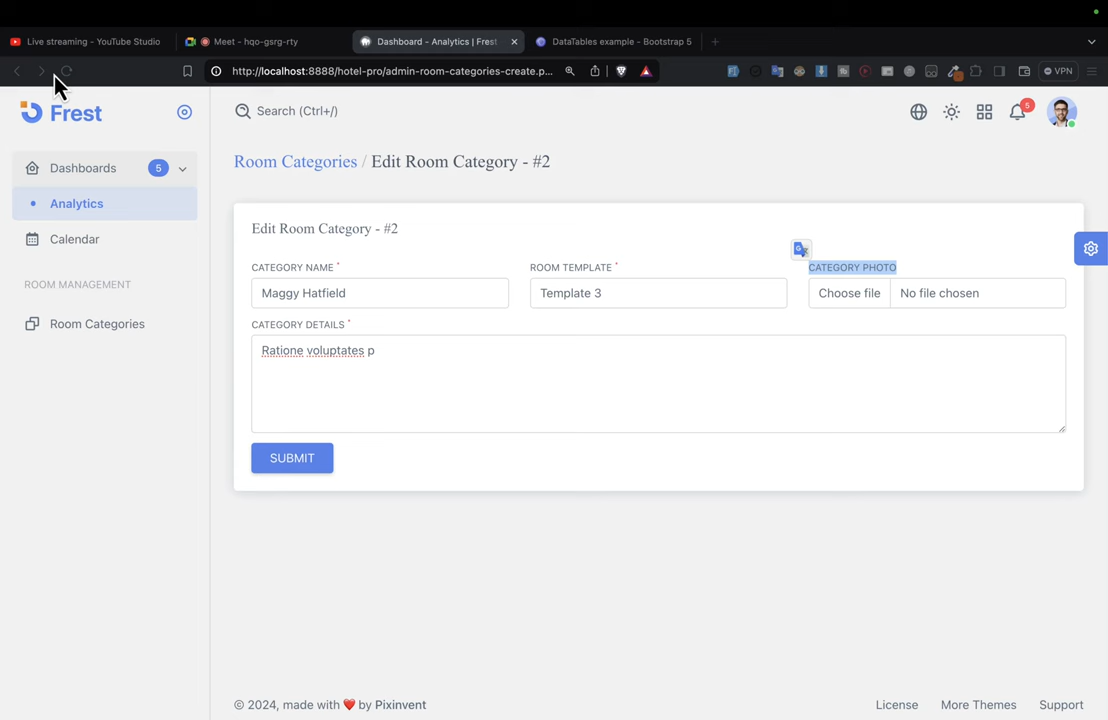 Live streaming - YouTube Studio
Meet - hqo-gsrg-rty
Dashboard - Analytics | Frest
DataTables example - Bootstrap 5
http://localhost:8888/hotel-pro/admin-room-categories-create.p...
VPN
Frest
Search (Ctrl+/)
5
Dashboards
5
Analytics
Calendar
ROOM MANAGEMENT
Room Categories
Room Categories / Edit Room Category - #2
Edit Room Category - #2
CATEGORY NAME *
ROOM TEMPLATE *
CATEGORY PHOTO
Maggy Hatfield
Template 3
Choose file
No file chosen
CATEGORY DETAILS *
Ratione voluptates p
SUBMIT
© 2024, made with ❤️ by Pixinvent
License
More Themes
Support